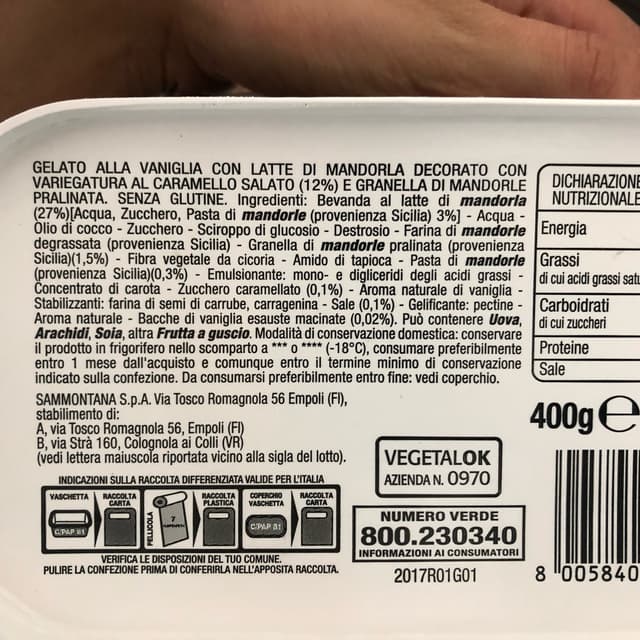 GELATO ALLA VANIGLIA CON LATTE DI MANDORLA DECORATO CON
VARIEGATURA AL CARAMELLO SALATO (12%) E GRANELLA DI MANDORLE
PRALINATA. SENZA GLUTINE. Ingredienti: Bevanda al latte di mandorla
(27%)[Acqua, Zucchero, Pasta di mandorle (provenienza Sicilia) 3%] - Acqua -
Olio di cocco - Zucchero - Sciroppo di glucosio - Destrosio - Farina di mandorle
degrassata (provenienza Sicilia) - Granella di mandorle pralinata (provenienza
Sicilia)(1,5%) - Fibra vegetale da cicoria - Amido di tapioca - Pasta di mandorle
(provenienza Sicilia)(0,3%) - Emulsionante: mono- e digliceridi degli acidi grassi -
Concentrato di carota - Zucchero caramellato (0,1%) - Aroma naturale di vaniglia -
Stabilizzanti: farina di semi di carrube, carragenina - Sale (0,1%) - Gelificante: pectine -
Aroma naturale - Bacche di vaniglia esauste macinate (0,02%). Può contenere Uova,
Arachidi, Soia, altra Frutta a guscio. Modalità di conservazione domestica: conservare
il prodotto in frigorifero nello scomparto a *** o **** (-18°C), consumare preferibilmente
entro 1 mese dall'acquisto e comunque entro il termine minimo di conservazione
indicato sulla confezione. Da consumarsi preferibilmente entro fine: vedi coperchio.
SAMMONTANA S.p.A. Via Tosco Romagnola 56 Empoli (FI),
stabilimento di:
A, via Tosco Romagnola 56, Empoli (FI)
B, via Strà 160, Colognola ai Colli (VR)
(vedi lettera maiuscola riportata vicino alla sigla del lotto).
INDICAZIONI SULLA RACCOLTA DIFFERENZIATA VALIDE PER L'ITALIA
VASCHETTA
C/PAP 81
RACCOLTA
CARTA
PELLICOLA
7
RACCOLTA
PLASTICA
COPERCHIO
VASCHETTA
C/PAP 81
RACCOLTA
CARTA
VERIFICA LE DISPOSIZIONI DEL TUO COMUNE.
PULIRE LA CONFEZIONE PRIMA DI CONFERIRLA NELL'APPOSITA RACCOLTA.
VEGETALOK
AZIENDA N. 0970
NUMERO VERDE
800.230340
INFORMAZIONI AI CONSUMATORI
2017R01G01
DICHIARAZIONE
NUTRIZIONALE
Energia
Grassi
di cui acidi grassi satu
Carboidrati
di cui zuccheri
Proteine
Sale
400g e
8 005840